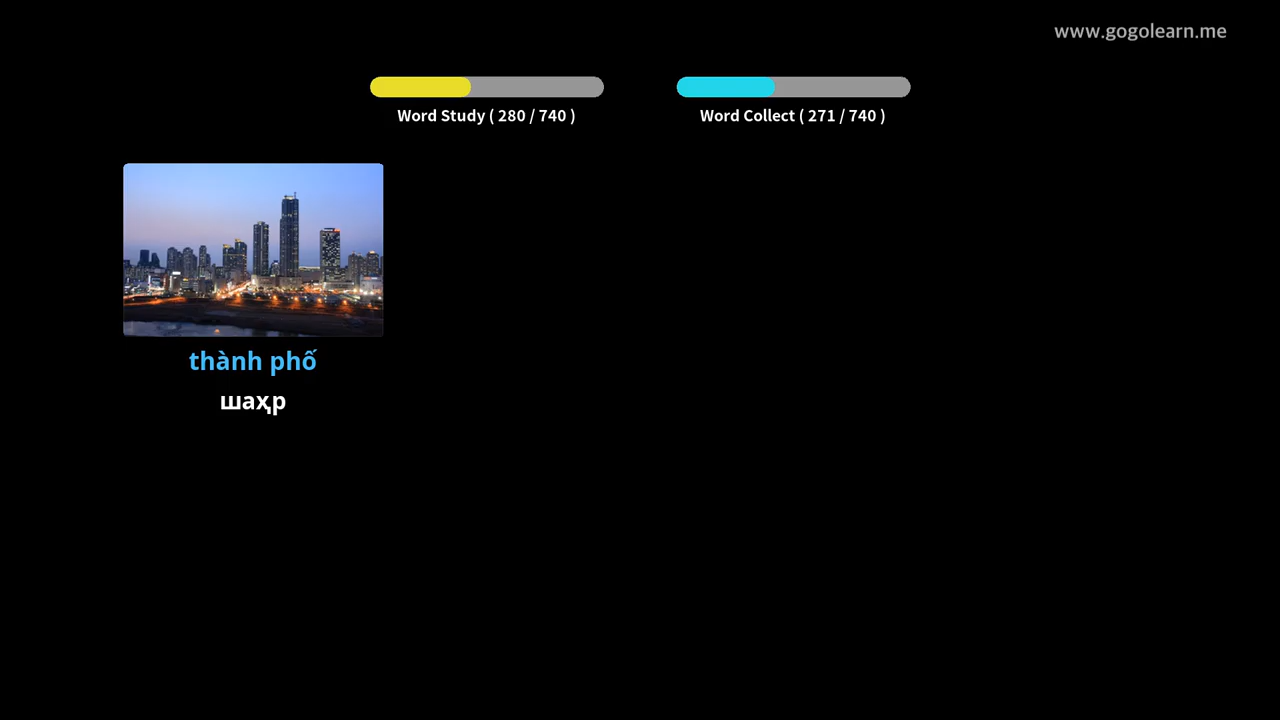 www.gogolearn.me
Word Study ( 280 / 740 )
Word Collect ( 271 / 740 )
thành phố
шаҳр